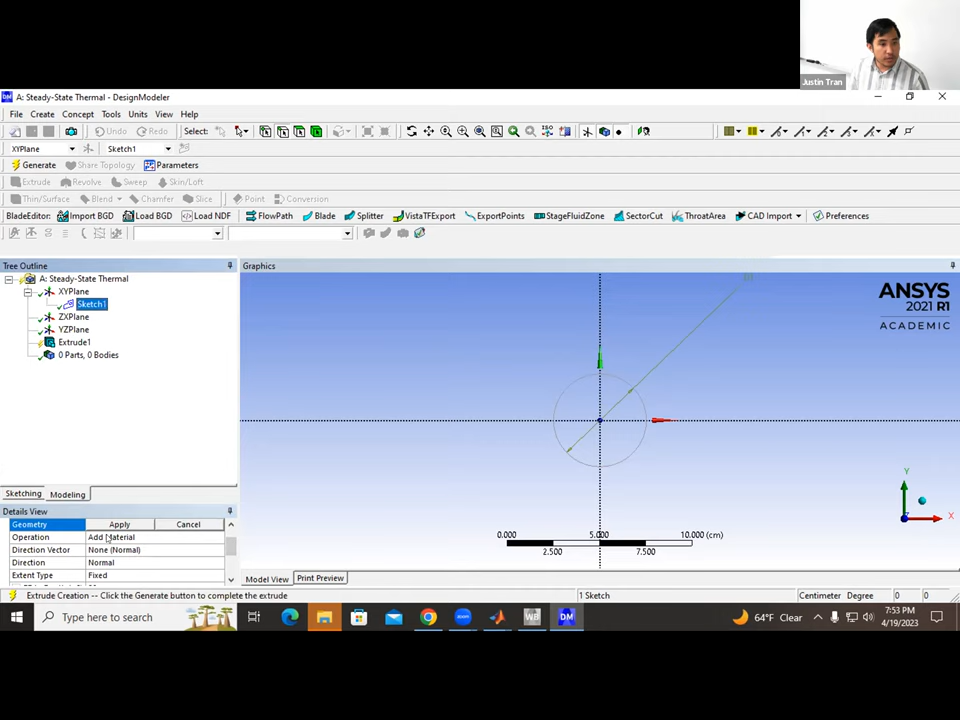 Justin Tran
A: Steady-State Thermal - DesignModeler
File Create Concept Tools Units View Help
Undo Redo Select:
XYPlane Sketch1
Generate Share Topology Parameters
Extrude Revolve Sweep Skin/Loft
Thin/Surface Blend Chamfer Slice Point Conversion
BladeEditor: Import BGD Load BGD Load NDF FlowPath Blade Splitter VistaTFExport ExportPoints StageFluidZone SectorCut ThroatArea CAD Import Preferences
Tree Outline
Graphics
A: Steady-State Thermal
XYPlane
Sketch1
ZXPlane
YZPlane
Extrude1
0 Parts, 0 Bodies
ANSYS
2021 R1
ACADEMIC
Y
X
0.000 5.000 10.000 (cm)
2.500 7.500
Sketching Modeling
Details View
Geometry Apply Cancel
Operation Add Material
Direction Vector None (Normal)
Direction Normal
Extent Type Fixed
Model View Print Preview
Extrude Creation -- Click the Generate button to complete the extrude 1 Sketch Centimeter Degree 0 0
Type here to search
zoom
WB
DM
64°F Clear
7:53 PM
4/19/2023